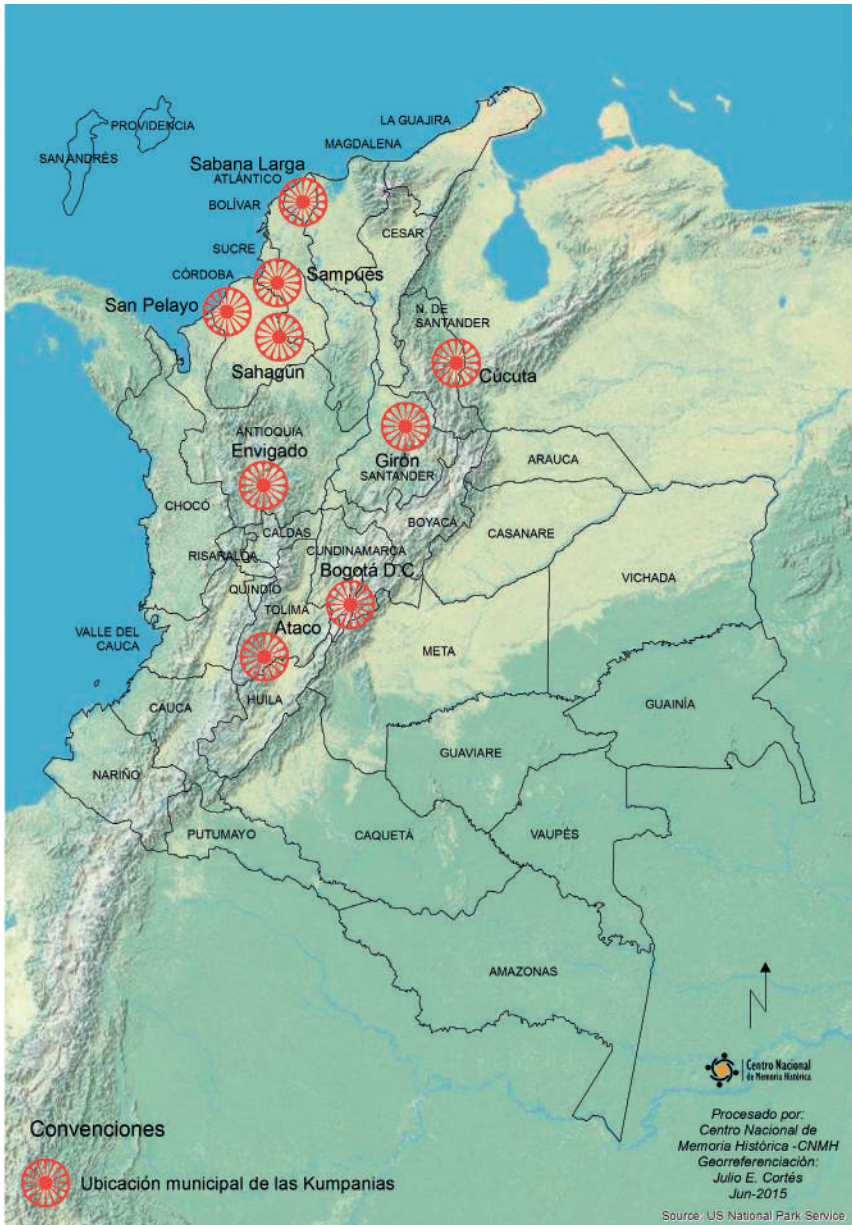 LA GUAJIRA
PROVIDENCIA
MAGDALENA
SAN ANDRÉS
Sabana Larga
ATLÁNTICO
BOLÍVAR
CESAR
SUCRE
CÓRDOBA
Sampués
San Pelayo
N. DE
SANTANDER
Sahagún
Cúcuta
ANTIOQUIA
Envigado
Girón
SANTANDER
ARAUCA
CHOCÓ
BOYACÁ
CALDAS
CASANARE
CUNDINAMARCA
RISARALDA
Bogotá D.C.
VICHADA
QUINDÍO
TOLIMA
Ataco
VALLE DEL
CAUCA
META
HUILA
CAUCA
GUAINÍA
GUAVIARE
NARIÑO
PUTUMAYO
CAQUETÁ
VAUPÉS
AMAZONAS
N
Centro Nacional
de Memoria Histórica
Procesado por:
Centro Nacional de
Memoria Histórica -CNMH
Georreferenciación:
Julio E. Cortés
Jun-2015
Convenciones
Ubicación municipal de las Kumpanias
Source: US National Park Service